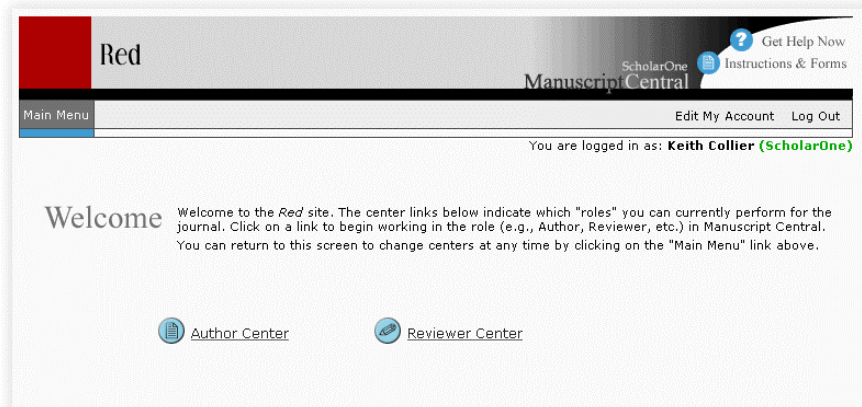 Red
? Get Help Now
ScholarOne Instructions & Forms
ManuscriptCentral
Main Menu Edit My Account Log Out
You are logged in as: Keith Collier (ScholarOne)
Welcome
Welcome to the Red site. The center links below indicate which "roles" you can currently perform for the
journal. Click on a link to begin working in the role (e.g., Author, Reviewer, etc.) in Manuscript Central.
You can return to this screen to change centers at any time by clicking on the "Main Menu" link above.
Author Center Reviewer Center